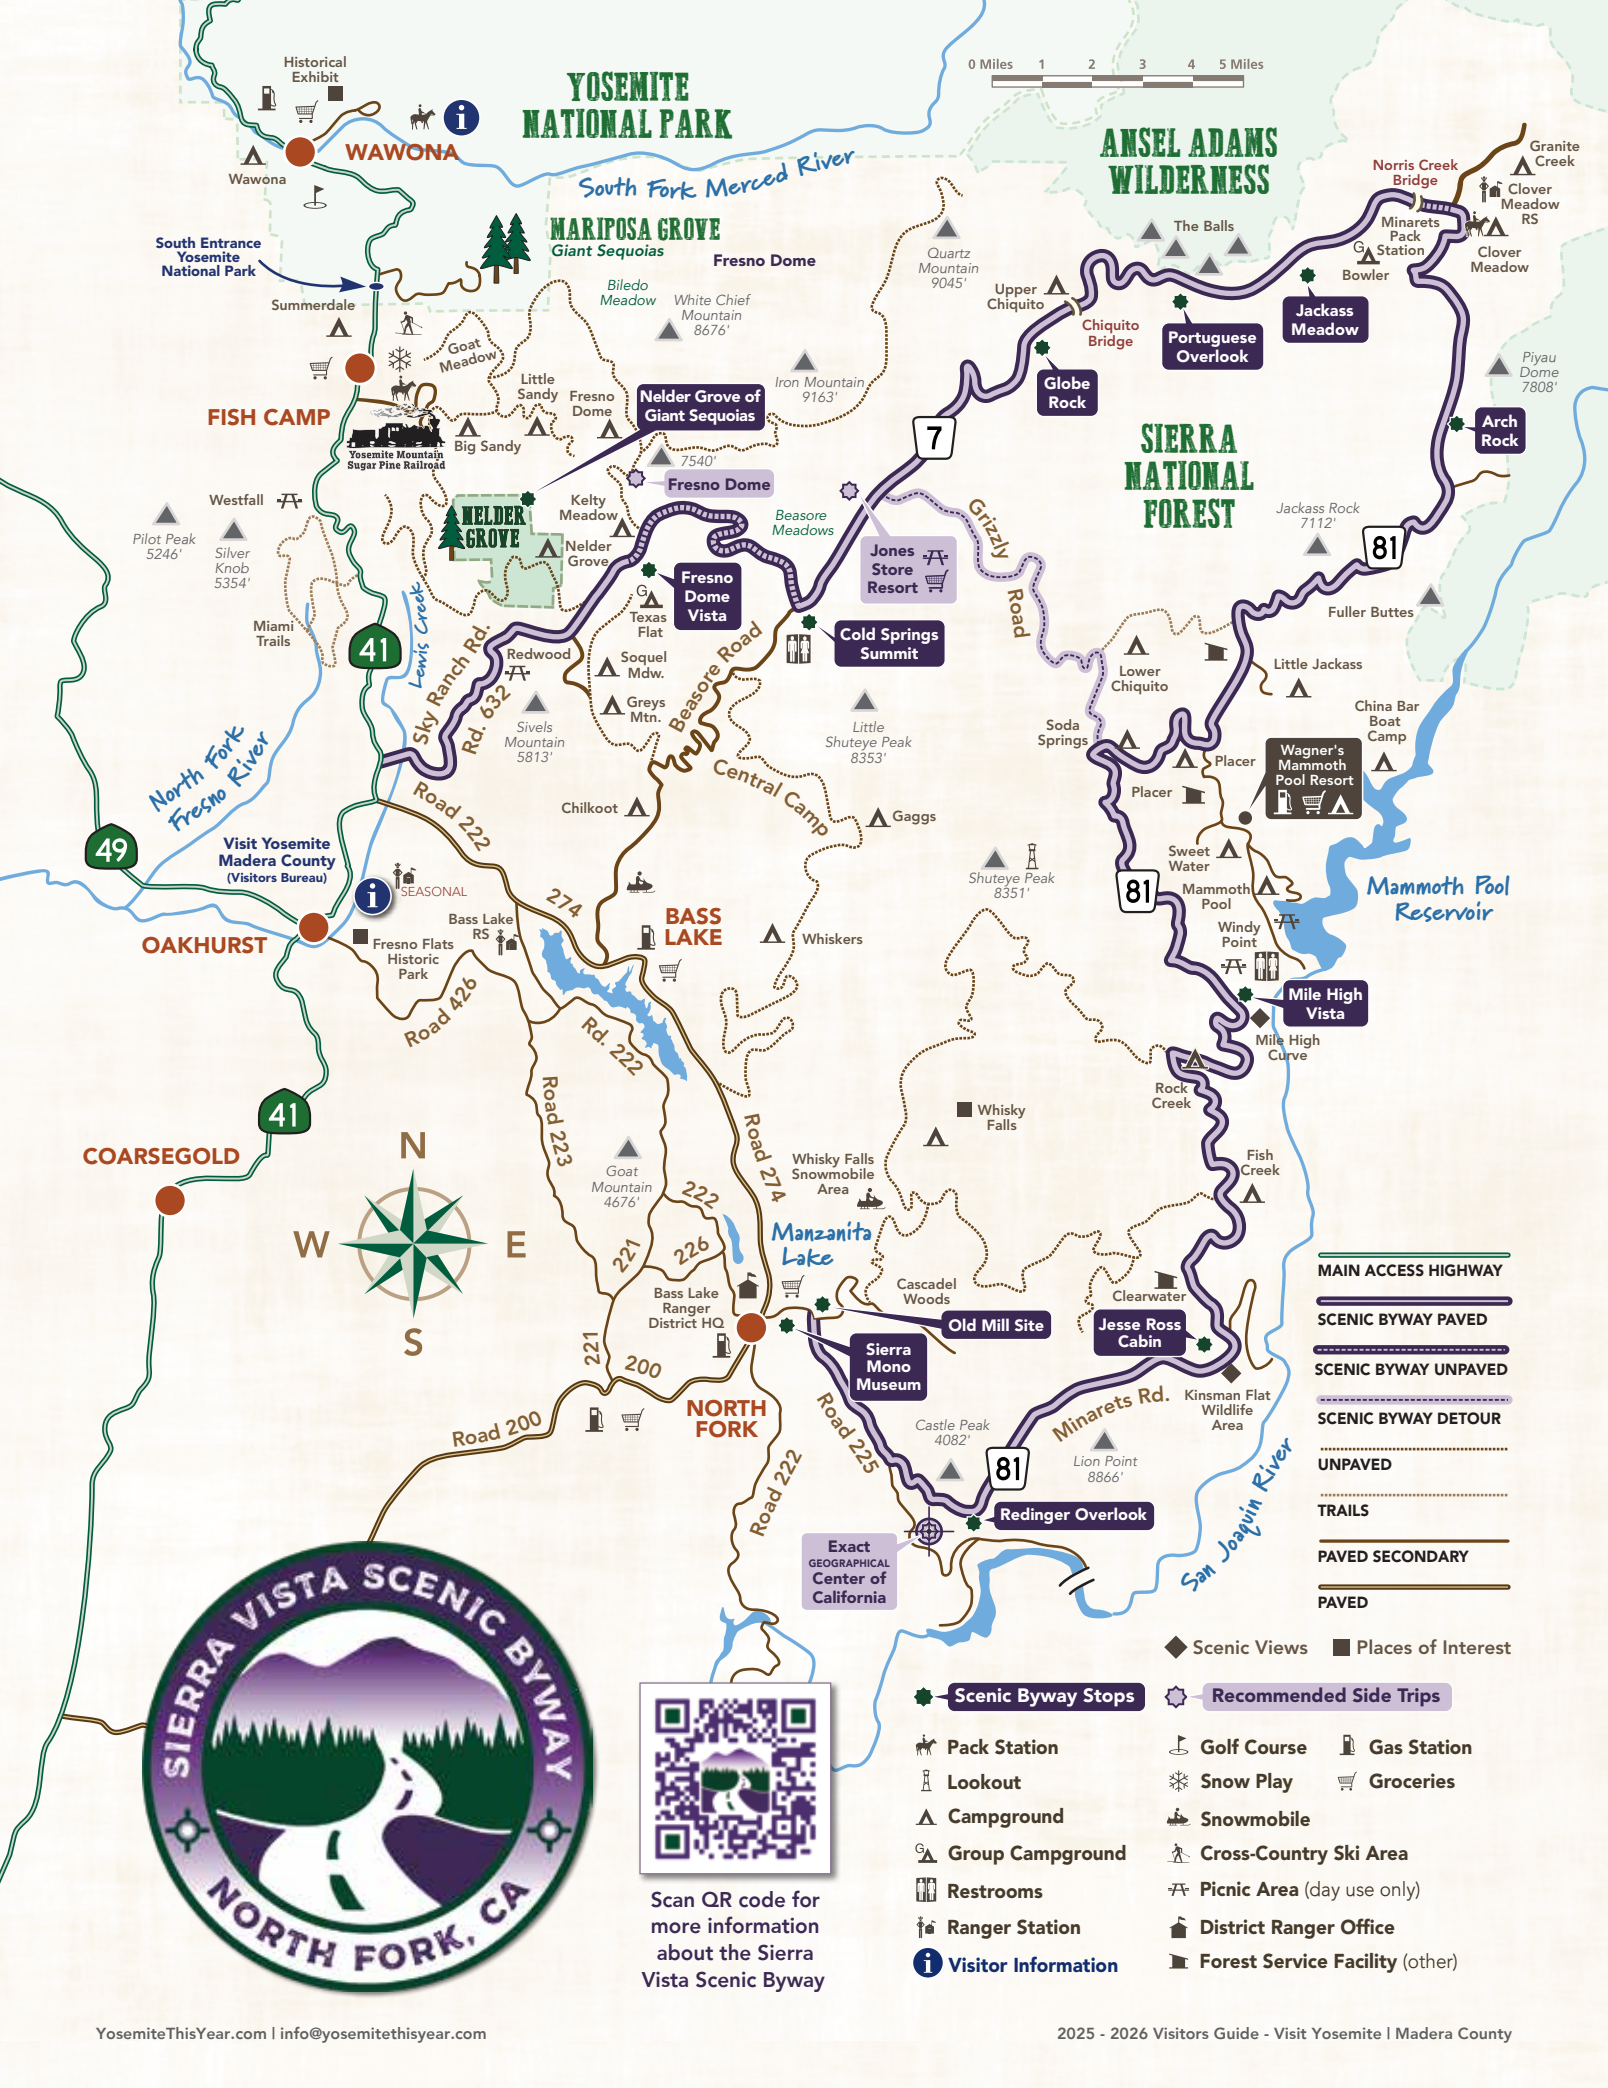 0 Miles 1 2 3 4 5 Miles
Historical
Exhibit
YOSEMITE
NATIONAL PARK
WAWONA
Wawona
South Fork Merced River
ANSEL ADAMS
WILDERNESS
Norris Creek
Bridge
Granite
Creek
Clover
Meadow
RS
Minarets
Pack
Station
Clover
Meadow
G
Bowler
The Balls
MARIPOSA GROVE
Giant Sequoias
Fresno Dome
South Entrance
Yosemite
National Park
Summerdale
Biledo
Meadow
White Chief
Mountain
8676'
Quartz
Mountain
9045'
Upper
Chiquito
Chiquito
Bridge
Portuguese
Overlook
Jackass
Meadow
Goat
Meadow
Little
Sandy
Fresno
Dome
Nelder Grove of
Giant Sequoias
Iron Mountain
9163'
Globe
Rock
Piyau
Dome
7808'
Arch
Rock
FISH CAMP
Yosemite Mountain
Sugar Pine Railroad
Big Sandy
7
7540'
Fresno Dome
SIERRA
NATIONAL
FOREST
Westfall
Pilot Peak
5246'
Silver
Knob
5354'
NELDER
GROVE
Kelty
Meadow
Nelder
Grove
Beasore
Meadows
Grizzly
Road
Jackass Rock
7112'
81
Jones
Store
Resort
Fresno
Dome
Vista
G
Texas
Flat
Miami
Trails
41
Lewis Creek
Sky Ranch Rd.
Rd. 632
Redwood
Soquel
Mdw.
Greys
Mtn.
Sivels
Mountain
5813'
Beasore Road
Cold Springs
Summit
Little
Shuteye Peak
8353'
Fuller Buttes
Lower
Chiquito
Little Jackass
Soda
Springs
China Bar
Boat
Camp
Placer
Placer
Wagner's
Mammoth
Pool Resort
North Fork
Fresno River
Road 222
Central Camp
Chilkoot
Gaggs
49
Visit Yosemite
Madera County
(Visitors Bureau)
SEASONAL
OAKHURST
Fresno Flats
Historic
Park
Bass Lake
RS
274
BASS
LAKE
Whiskers
Shuteye Peak
8351'
81
Sweet
Water
Mammoth
Pool
Windy
Point
Mammoth Pool
Reservoir
Mile High
Vista
Mile High
Curve
Road 426
Rd. 222
Road 223
41
COARSEGOLD
Rock
Creek
Whisky
Falls
Whisky Falls
Snowmobile
Area
Fish
Creek
Road 274
Goat
Mountain
4676'
222
226
221
N
W
E
S
Manzanita
Lake
Bass Lake
Ranger
District HQ
221
200
Cascadel
Woods
Old Mill Site
Clearwater
Jesse Ross
Cabin
Sierra
Mono
Museum
NORTH
FORK
Road 200
Road 222
Road 225
Minarets Rd.
Kinsman Flat
Wildlife
Area
Castle Peak
4082'
81
Lion Point
8866'
Redinger Overlook
San Joaquin River
Exact
GEOGRAPHICAL
Center of
California
MAIN ACCESS HIGHWAY
SCENIC BYWAY PAVED
SCENIC BYWAY UNPAVED
SCENIC BYWAY DETOUR
UNPAVED
TRAILS
PAVED SECONDARY
PAVED
Scenic Views
Places of Interest
Scenic Byway Stops
Recommended Side Trips
Pack Station
Lookout
Campground
G
Group Campground
Restrooms
Ranger Station
Visitor Information
Golf Course
Gas Station
Snow Play
Groceries
Snowmobile
Cross-Country Ski Area
Picnic Area (day use only)
District Ranger Office
Forest Service Facility (other)
SIERRA VISTA SCENIC BYWAY
NORTH FORK, CA
Scan QR code for
more information
about the Sierra
Vista Scenic Byway
YosemiteThisYear.com | info@yosemitethisyear.com
2025 - 2026 Visitors Guide - Visit Yosemite | Madera County